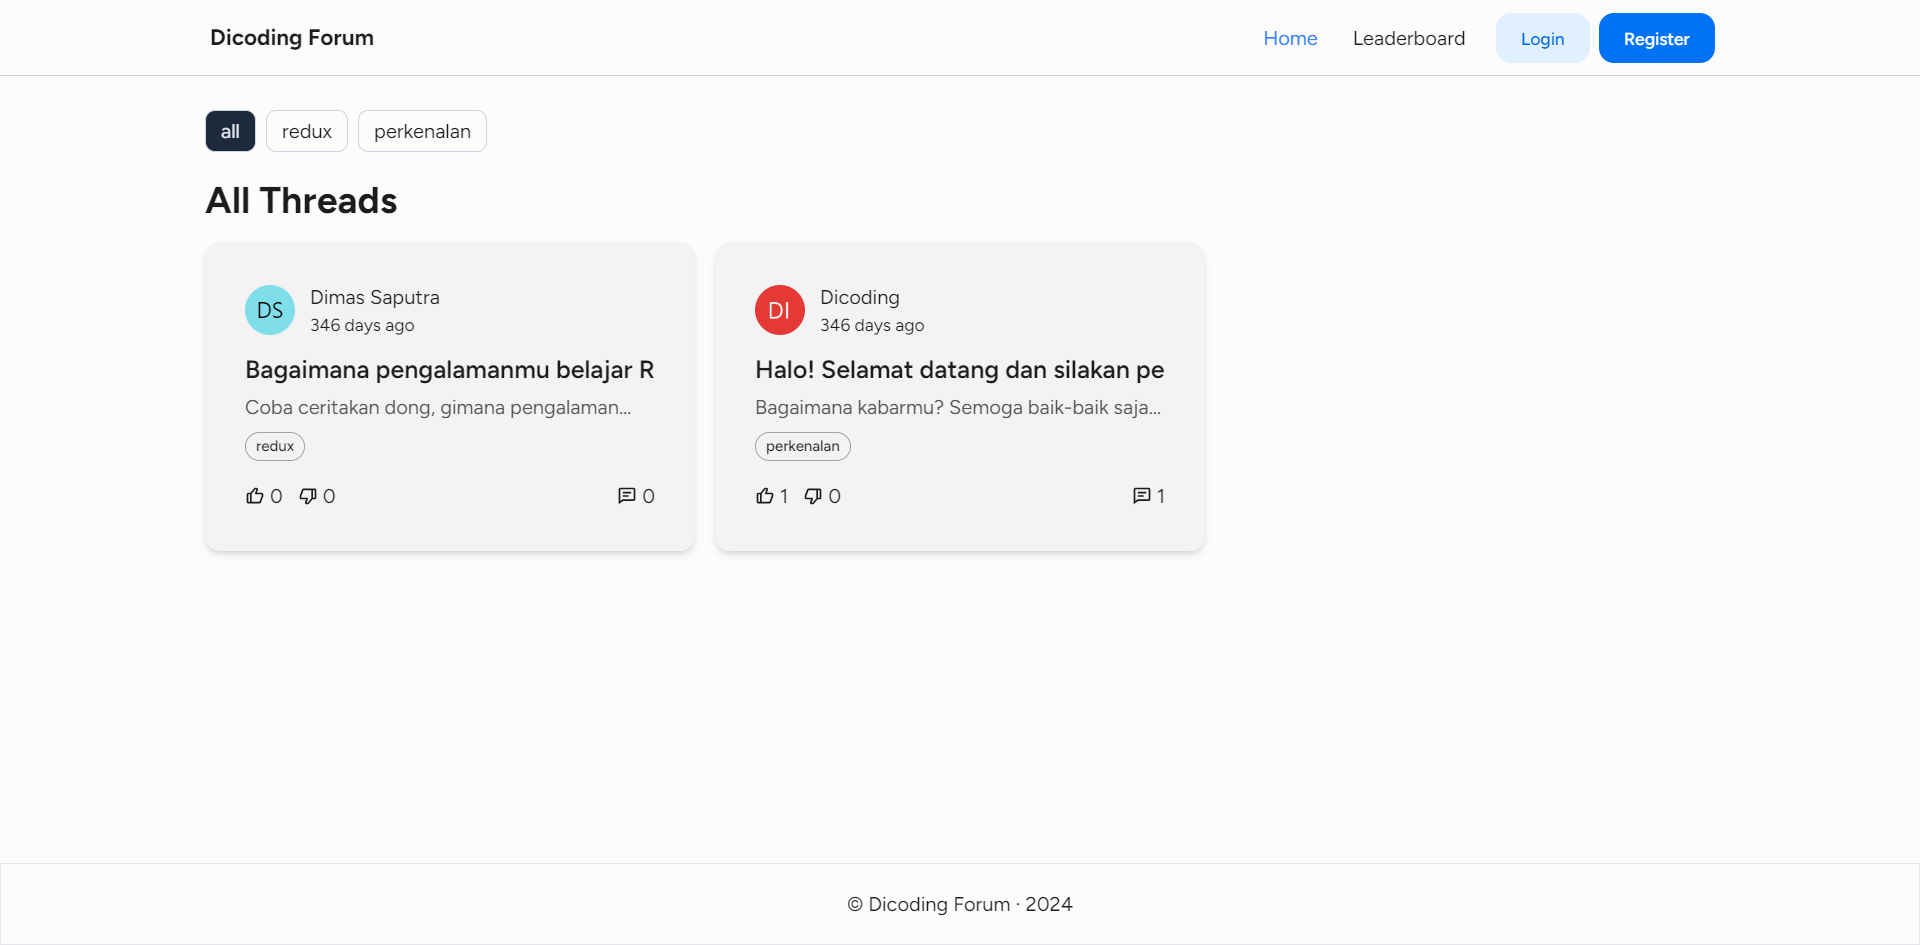 Dicoding Forum
Home Leaderboard Login Register
all redux perkenalan
All Threads
DS
Dimas Saputra
346 days ago
Bagaimana pengalamanmu belajar R
Coba ceritakan dong, gimana pengalaman...
redux
0 0 0
DI
Dicoding
346 days ago
Halo! Selamat datang dan silakan pe
Bagaimana kabarmu? Semoga baik-baik saja...
perkenalan
1 0 1
© Dicoding Forum · 2024